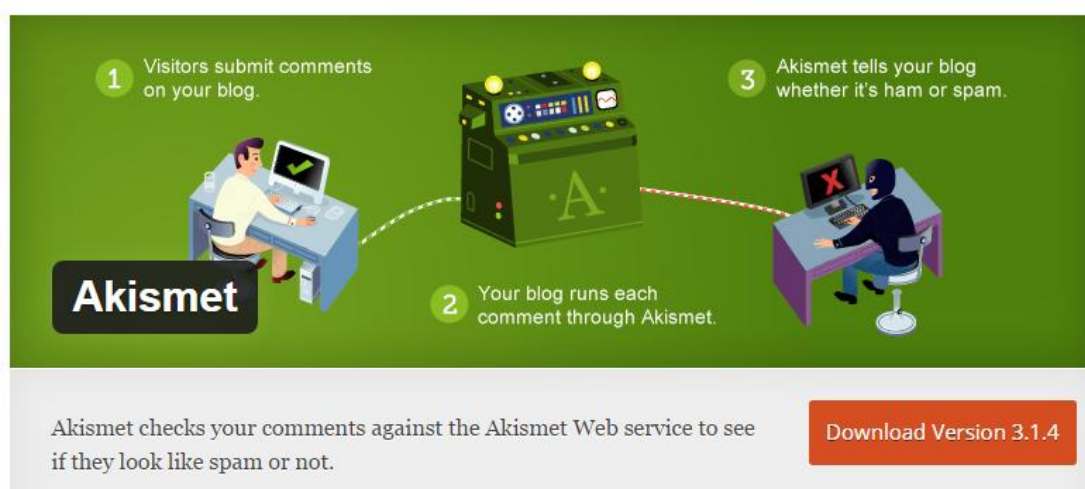 1
Visitors submit comments
on your blog.
3
Akismet tells your blog
whether it's ham or spam.
·A·
Akismet
2
Your blog runs each
comment through Akismet.
Akismet checks your comments against the Akismet Web service to see
if they look like spam or not.
Download Version 3.1.4